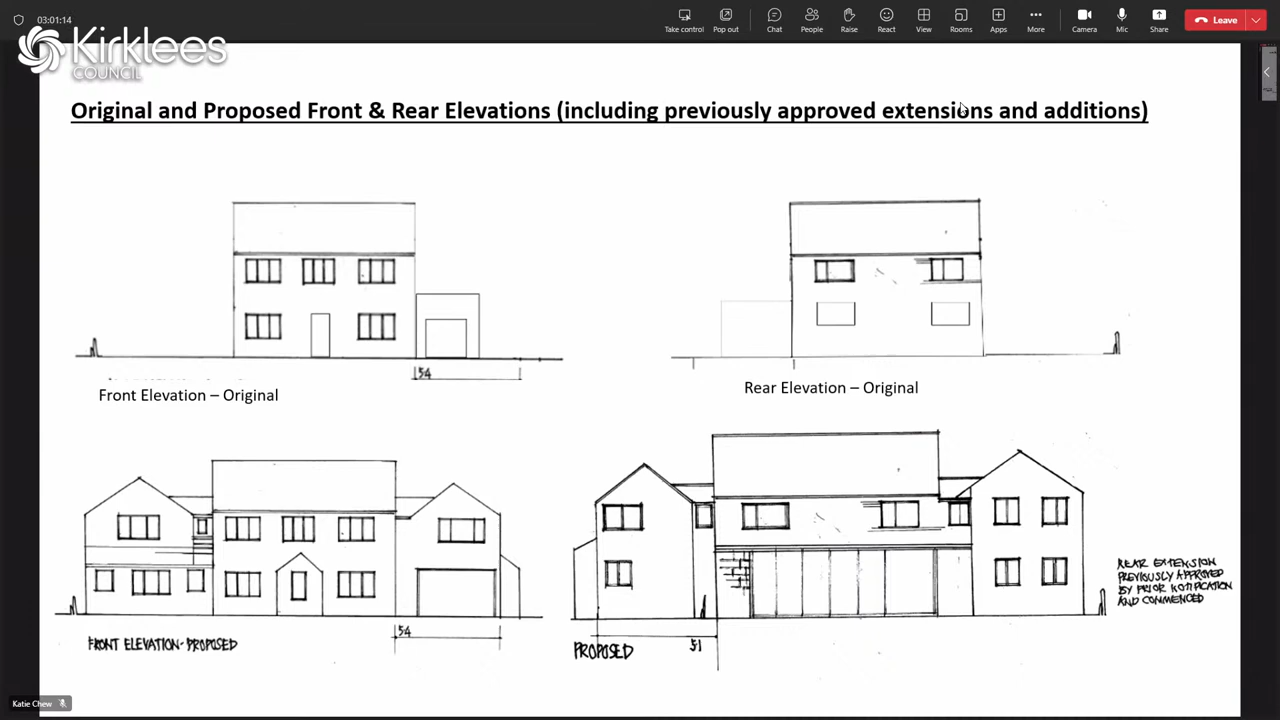 03:01:14
Take control
Pop out
Chat
People
Raise
React
View
Rooms
Apps
More
Camera
Mic
Share
Leave
Kirklees
COUNCIL
Original and Proposed Front & Rear Elevations (including previously approved extensions and additions)
54
Front Elevation – Original
Rear Elevation – Original
54
FRONT ELEVATION-PROPOSED
51
PROPOSED
REAR EXTENSION
PREVIOUSLY APPROVED
BY PRIOR NOTIFICATION
AND COMMENCED
Katie Chew